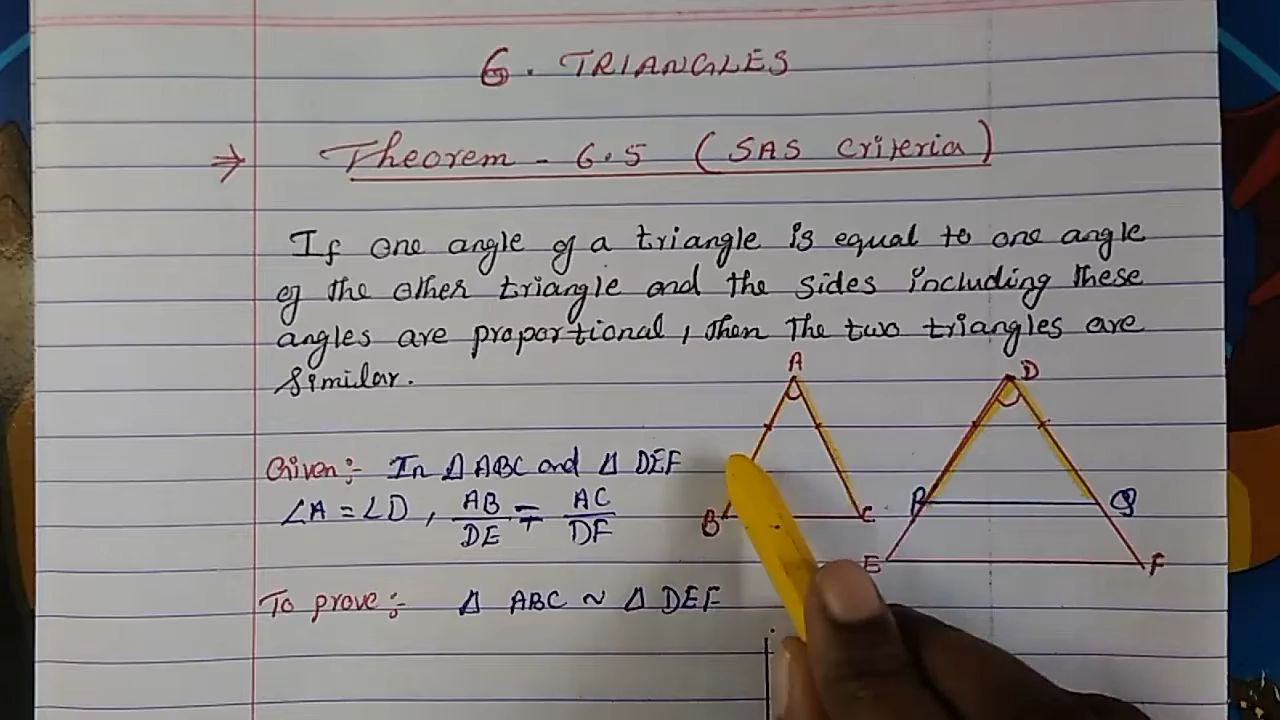 6. TRIANGLES
⇒ Theorem - 6.5 (SAS Criteria)
If one angle of a triangle is equal to one angle
of the other triangle and the sides including these
angles are proportional, then the two triangles are
Similar.
A D
Given:- In Δ ABC and Δ DEF
∠A = ∠D, AB/DE = AC/DF
B C P Q
E F
To prove:- Δ ABC ~ Δ DEF